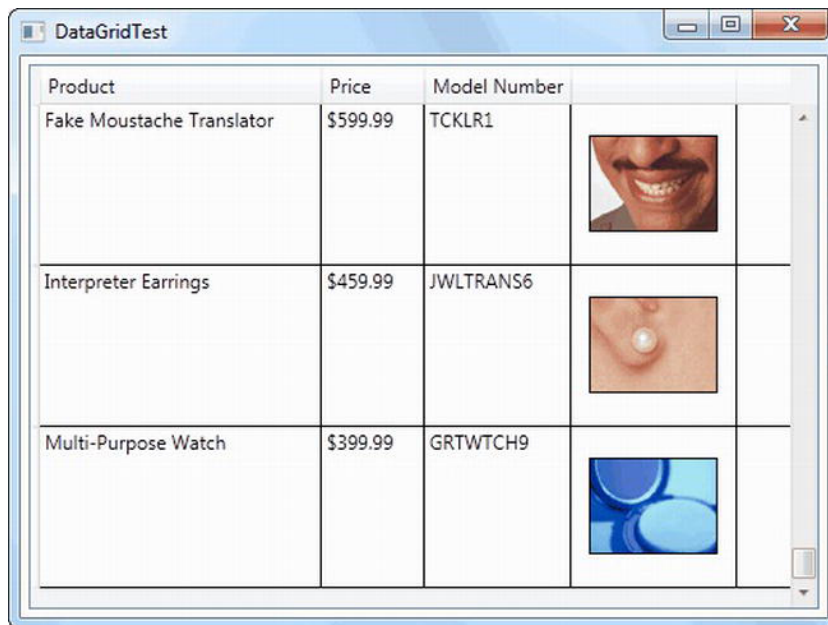 DataGridTest
Product Price Model Number
Fake Moustache Translator $599.99 TCKLR1
Interpreter Earrings $459.99 JWLTRANS6
Multi-Purpose Watch $399.99 GRTWTCH9